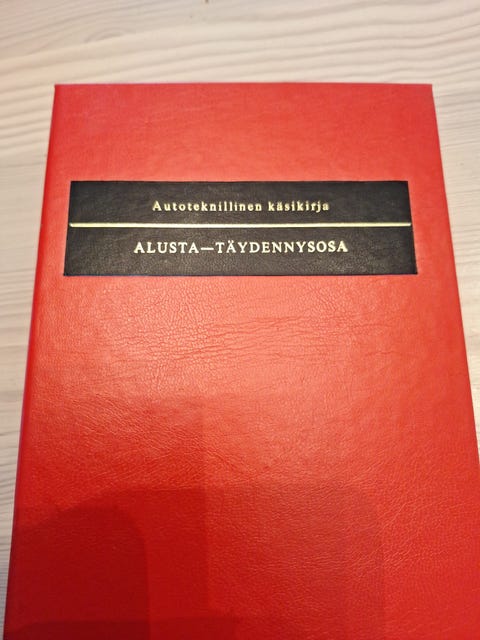 Autoteknillinen käsikirja
ALUSTA—TÄYDENNYSOSA